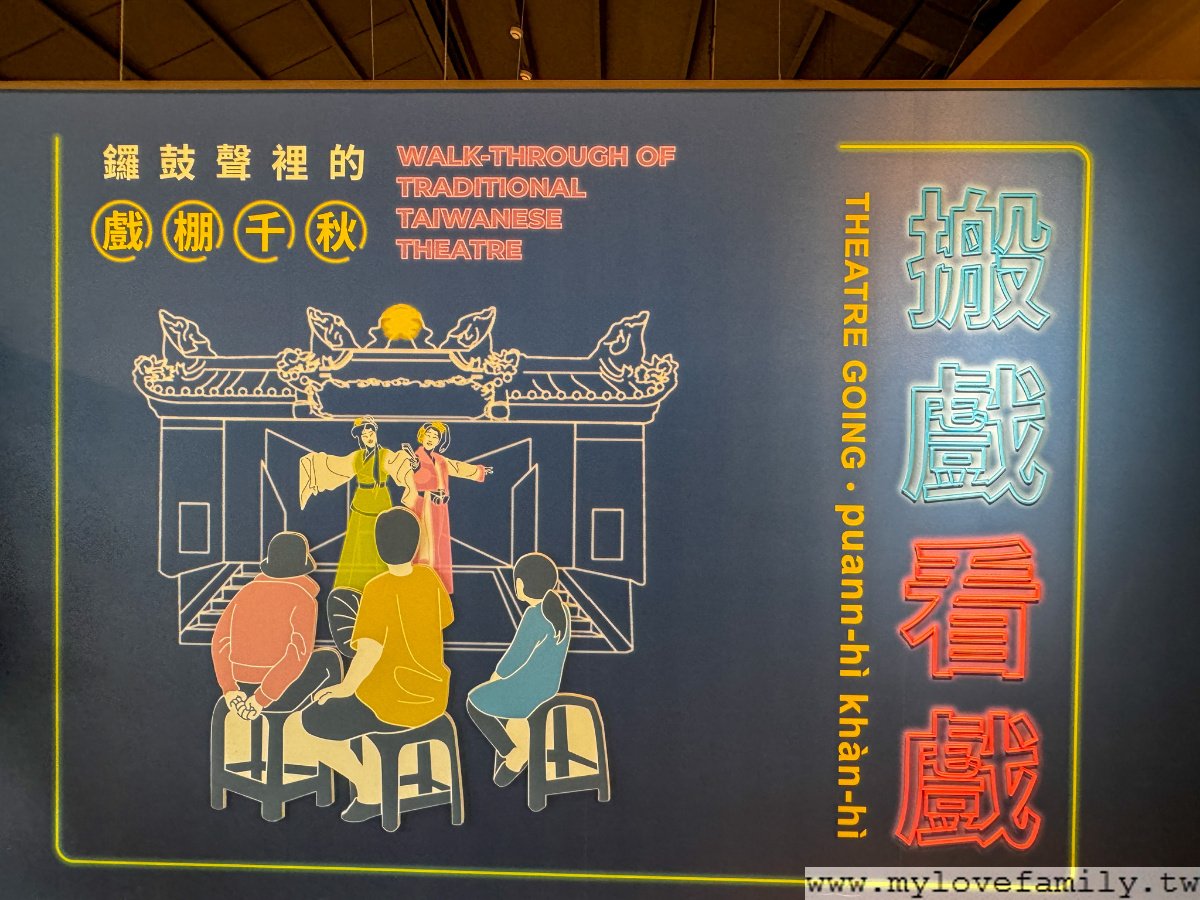 鑼鼓聲裡的
戲棚千秋
WALK-THROUGH OF
TRADITIONAL
TAIWANESE
THEATRE
搬戲看戲
THEATRE GOING • puann-hì khàn-hì
www.mylovefamily.tw